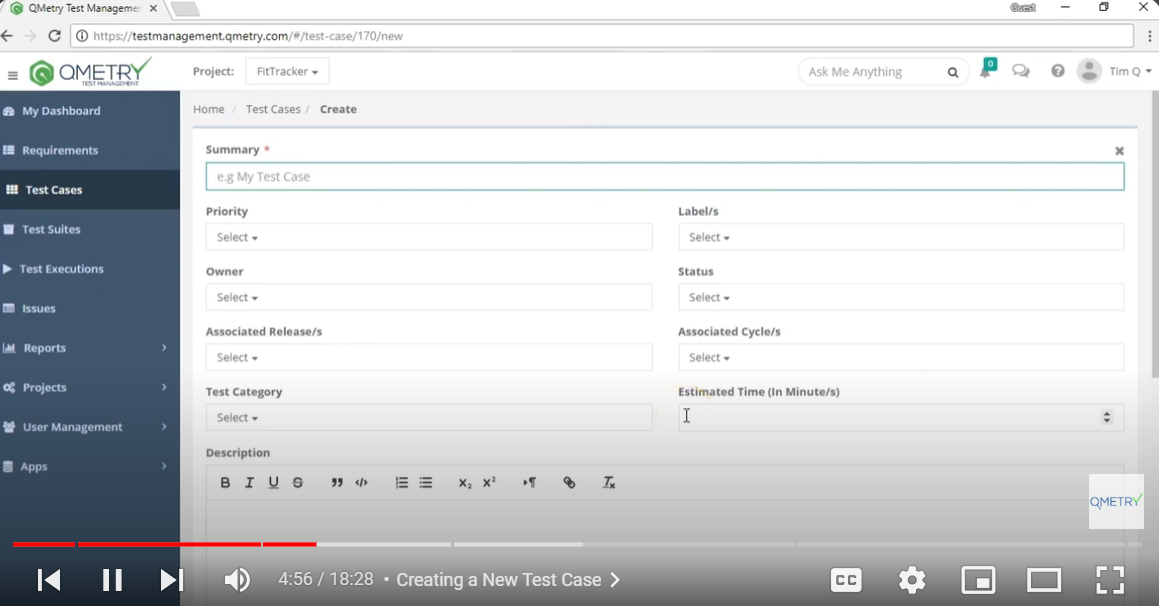 QMetry Test Managemen
Guest
https://testmanagement.qmetry.com/#/test-case/170/new
QMETRY
TEST MANAGEMENT
Project:
FitTracker
Ask Me Anything
0
Tim Q
My Dashboard
Requirements
Test Cases
Test Suites
Test Executions
Issues
Reports
Projects
User Management
Apps
Home / Test Cases / Create
Summary *
e.g My Test Case
Priority
Label/s
Select
Select
Owner
Status
Select
Select
Associated Release/s
Associated Cycle/s
Select
Select
Test Category
Estimated Time (In Minute/s)
Select
Description
B I U S X₂ X²
QMETRY
4:56 / 18:28 • Creating a New Test Case
CC